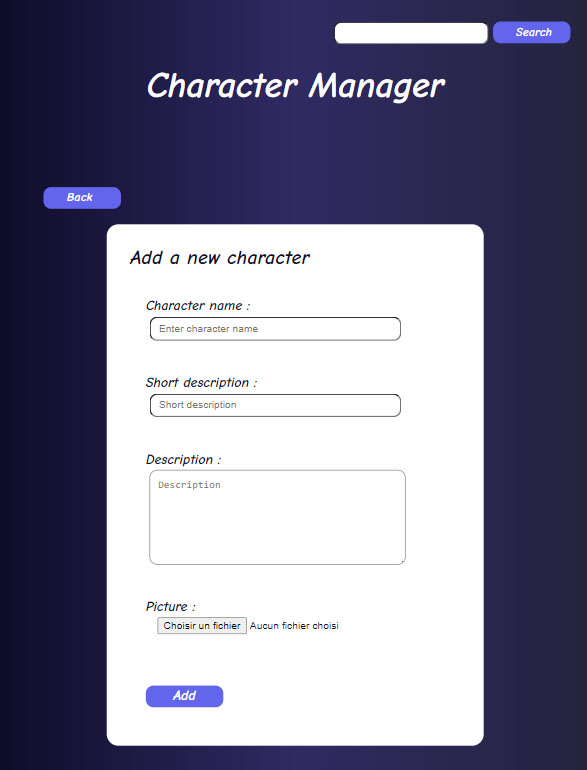 Search
Character Manager
Back
Add a new character
Character name :
Enter character name
Short description :
Short description
Description :
Description
Picture :
Choisir un fichier Aucun fichier choisi
Add